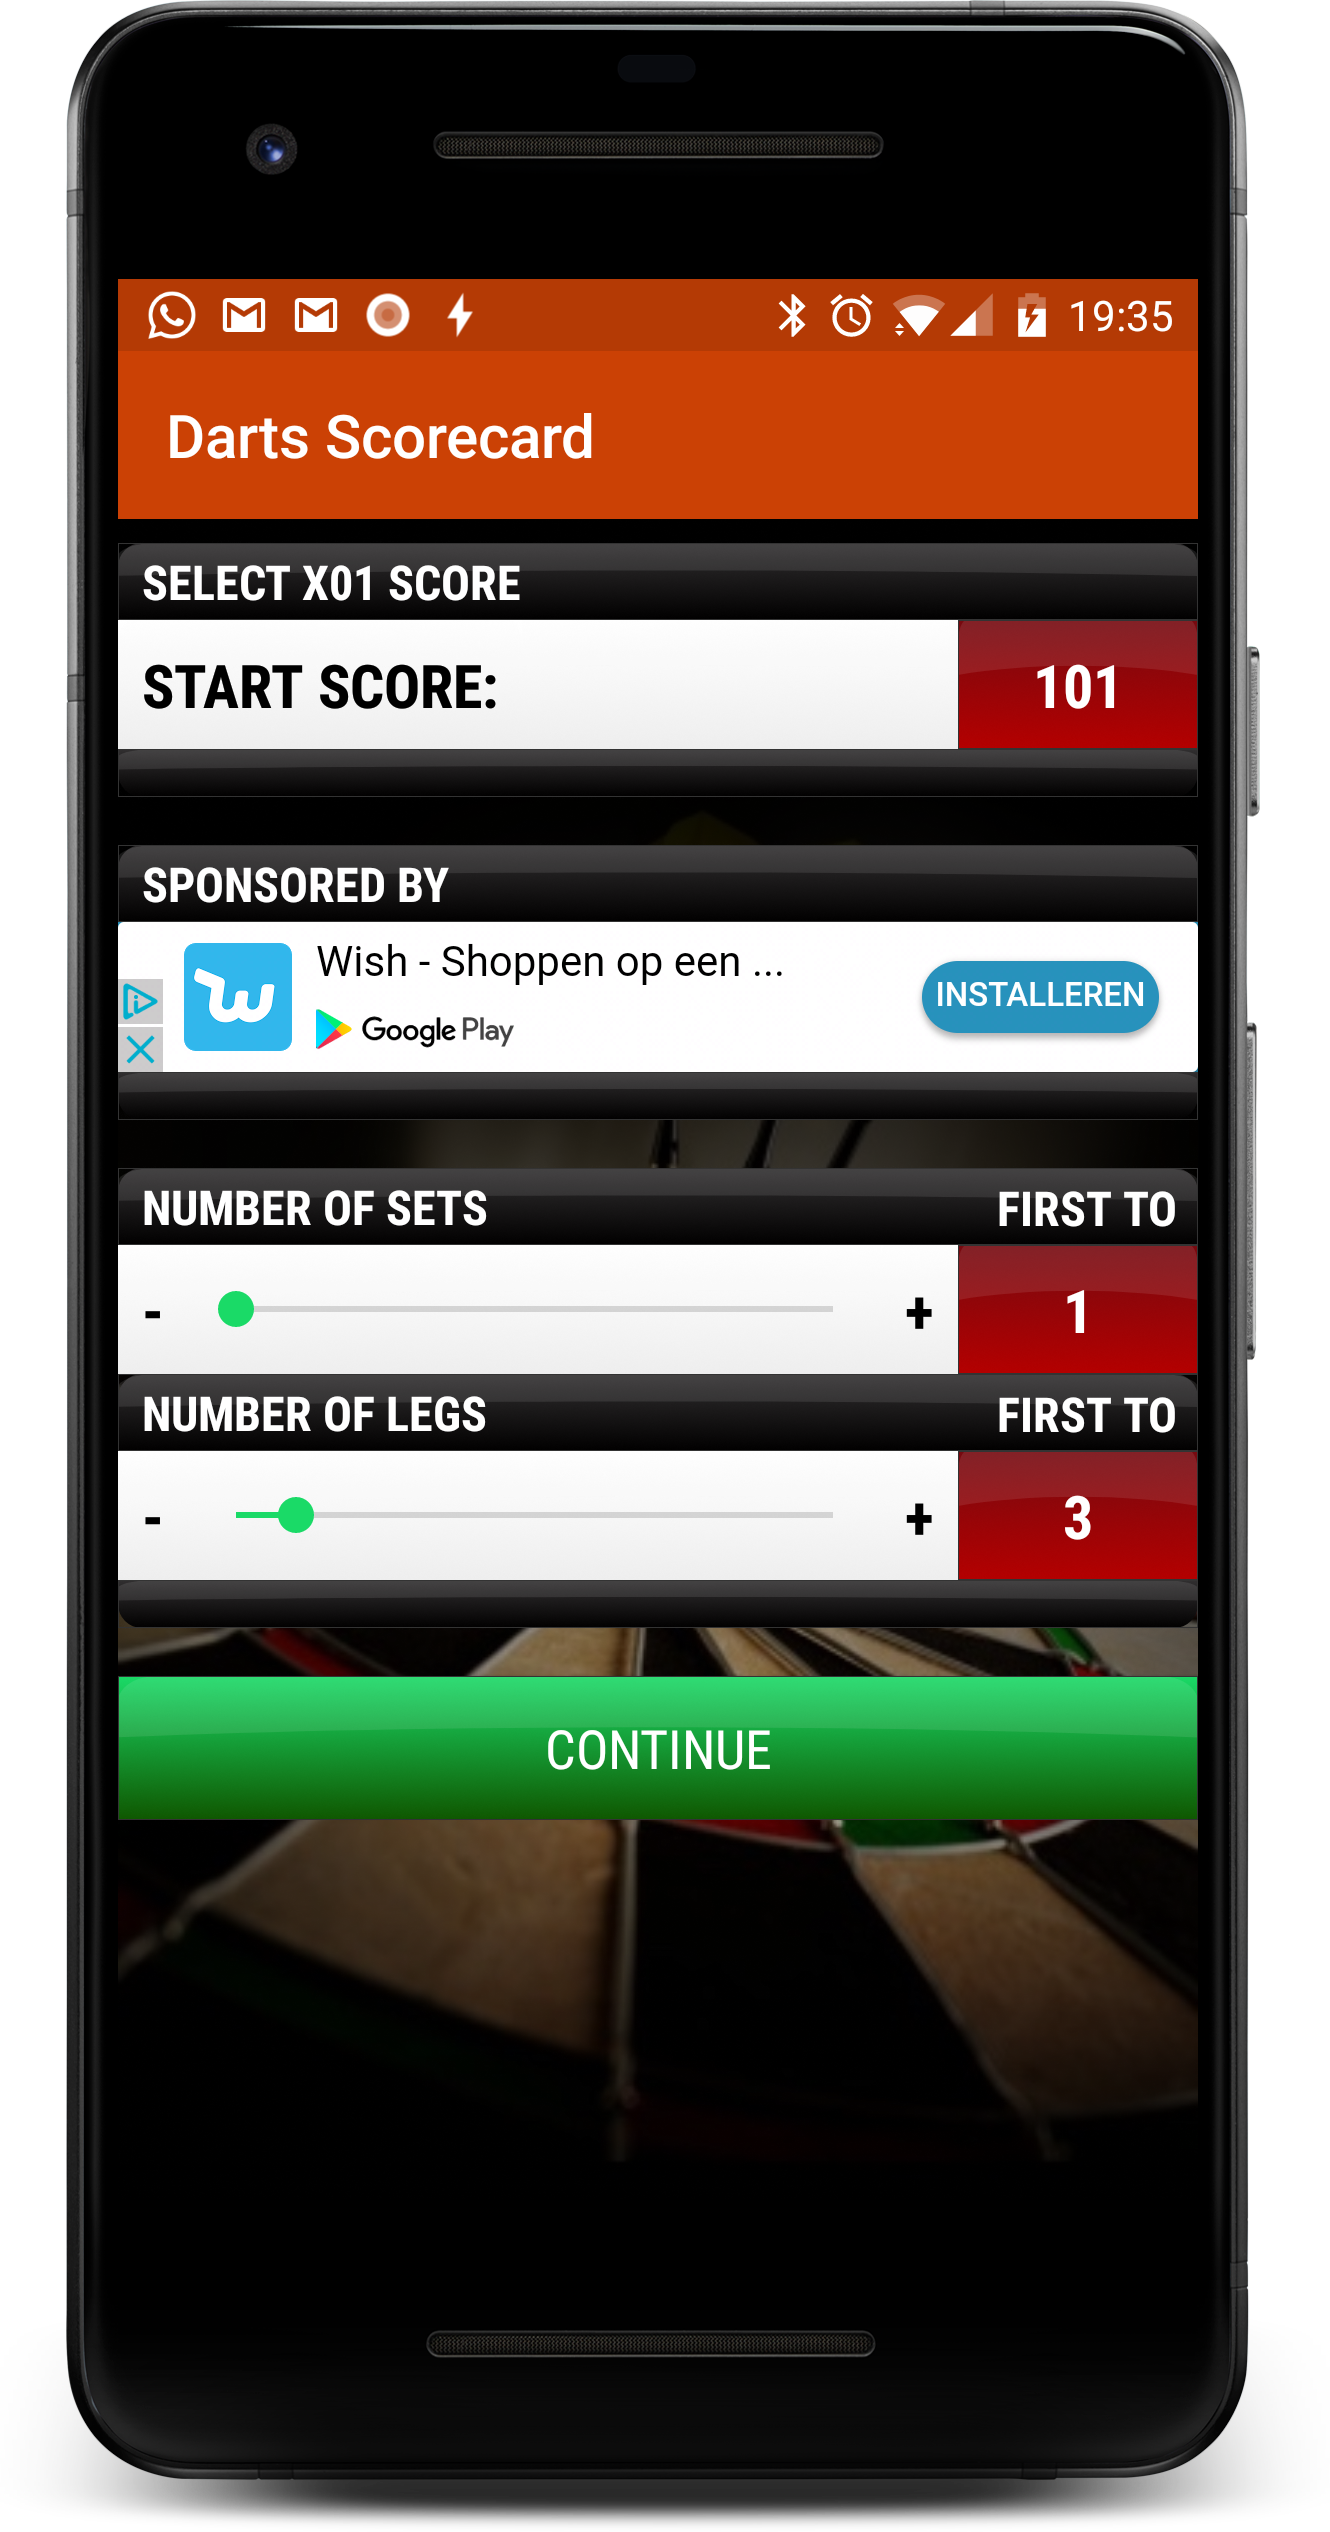 19:35
Darts Scorecard
SELECT X01 SCORE
START SCORE: 101
SPONSORED BY
Wish - Shoppen op een ...
Google Play
INSTALLEREN
NUMBER OF SETS FIRST TO
- + 1
NUMBER OF LEGS FIRST TO
- + 3
CONTINUE